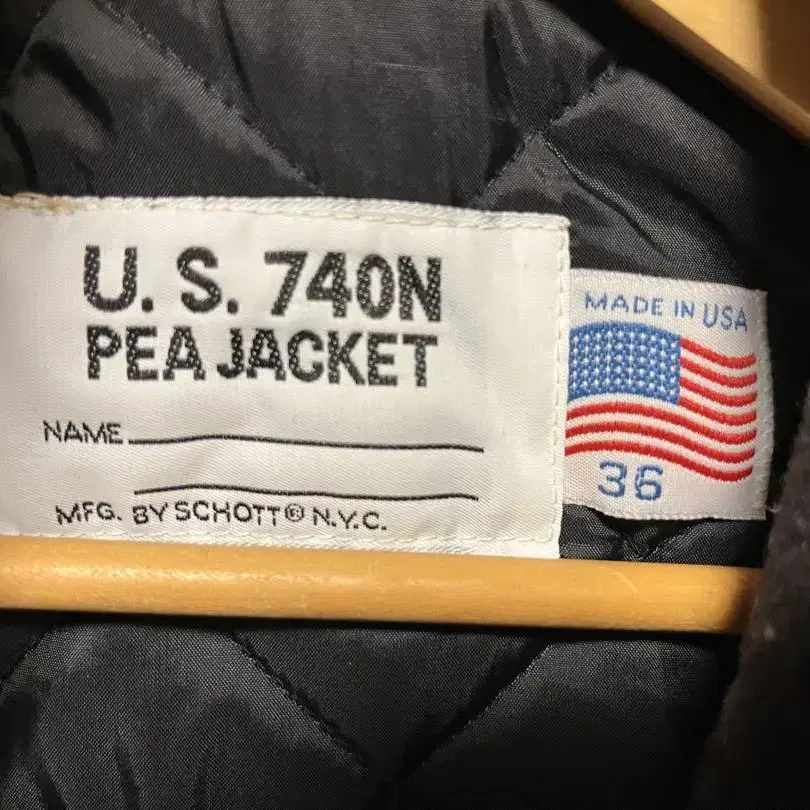 U. S. 740N
PEA JACKET
NAME
MFG. BY SCHOTT® N.Y.C.
MADE IN USA
36